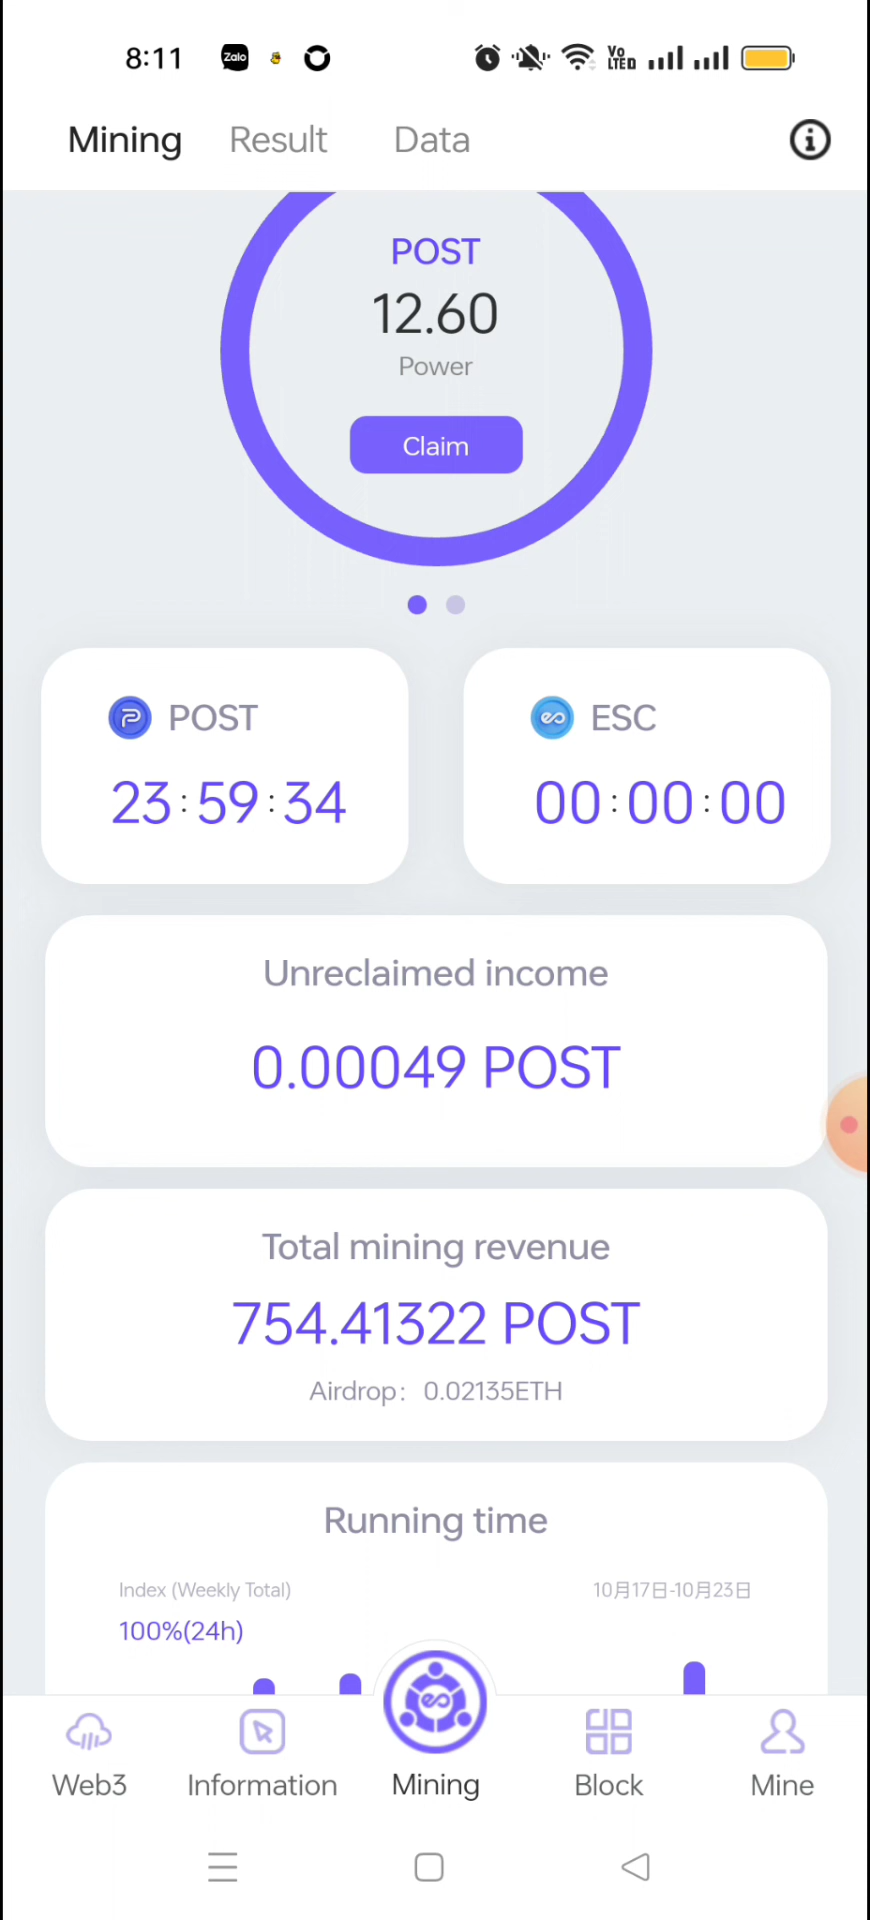 8:11 Zalo Vo LTED
Mining Result Data
POST
12.60
Power
Claim
POST
23:59:34
ESC
00:00:00
Unreclaimed income
0.00049 POST
Total mining revenue
754.41322 POST
Airdrop: 0.02135ETH
Running time
Index (Weekly Total) 10月17日-10月23日
100%(24h)
Web3 Information Mining Block Mine